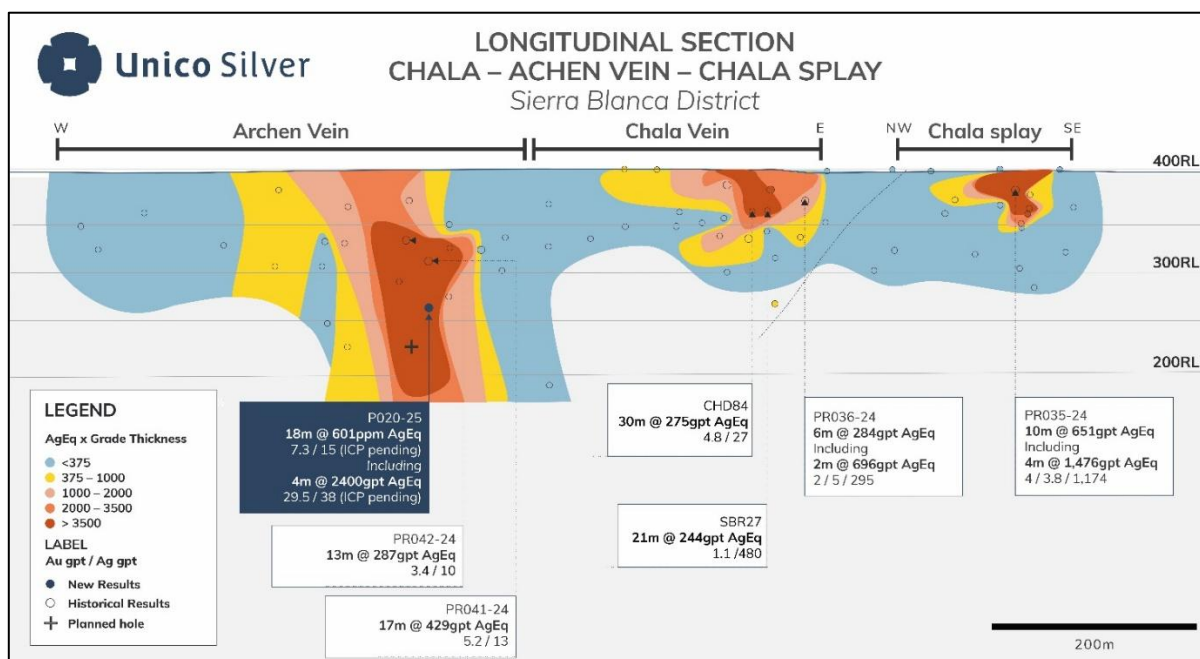 Unico Silver
LONGITUDINAL SECTION
CHALA – ACHEN VEIN – CHALA SPLAY
Sierra Blanca District
W
Archen Vein
Chala Vein
E
NW
Chala splay
SE
400RL
300RL
200RL
LEGEND
AgEq x Grade Thickness
<375
375 – 1000
1000 – 2000
2000 – 3500
> 3500
LABEL
Au gpt / Ag gpt
New Results
Historical Results
Planned hole
P020-25
18m @ 601ppm AgEq
7.3 / 15 (ICP pending)
Including
4m @ 2400gpt AgEq
29.5 / 38 (ICP pending)
PR042-24
13m @ 287gpt AgEq
3.4 / 10
PR041-24
17m @ 429gpt AgEq
5.2 / 13
CHD84
30m @ 275gpt AgEq
4.8 / 27
SBR27
21m @ 244gpt AgEq
1.1 /480
PR036-24
6m @ 284gpt AgEq
Including
2m @ 696gpt AgEq
2 / 5 / 295
PR035-24
10m @ 651gpt AgEq
Including
4m @ 1,476gpt AgEq
4 / 3.8 / 1,174
200m